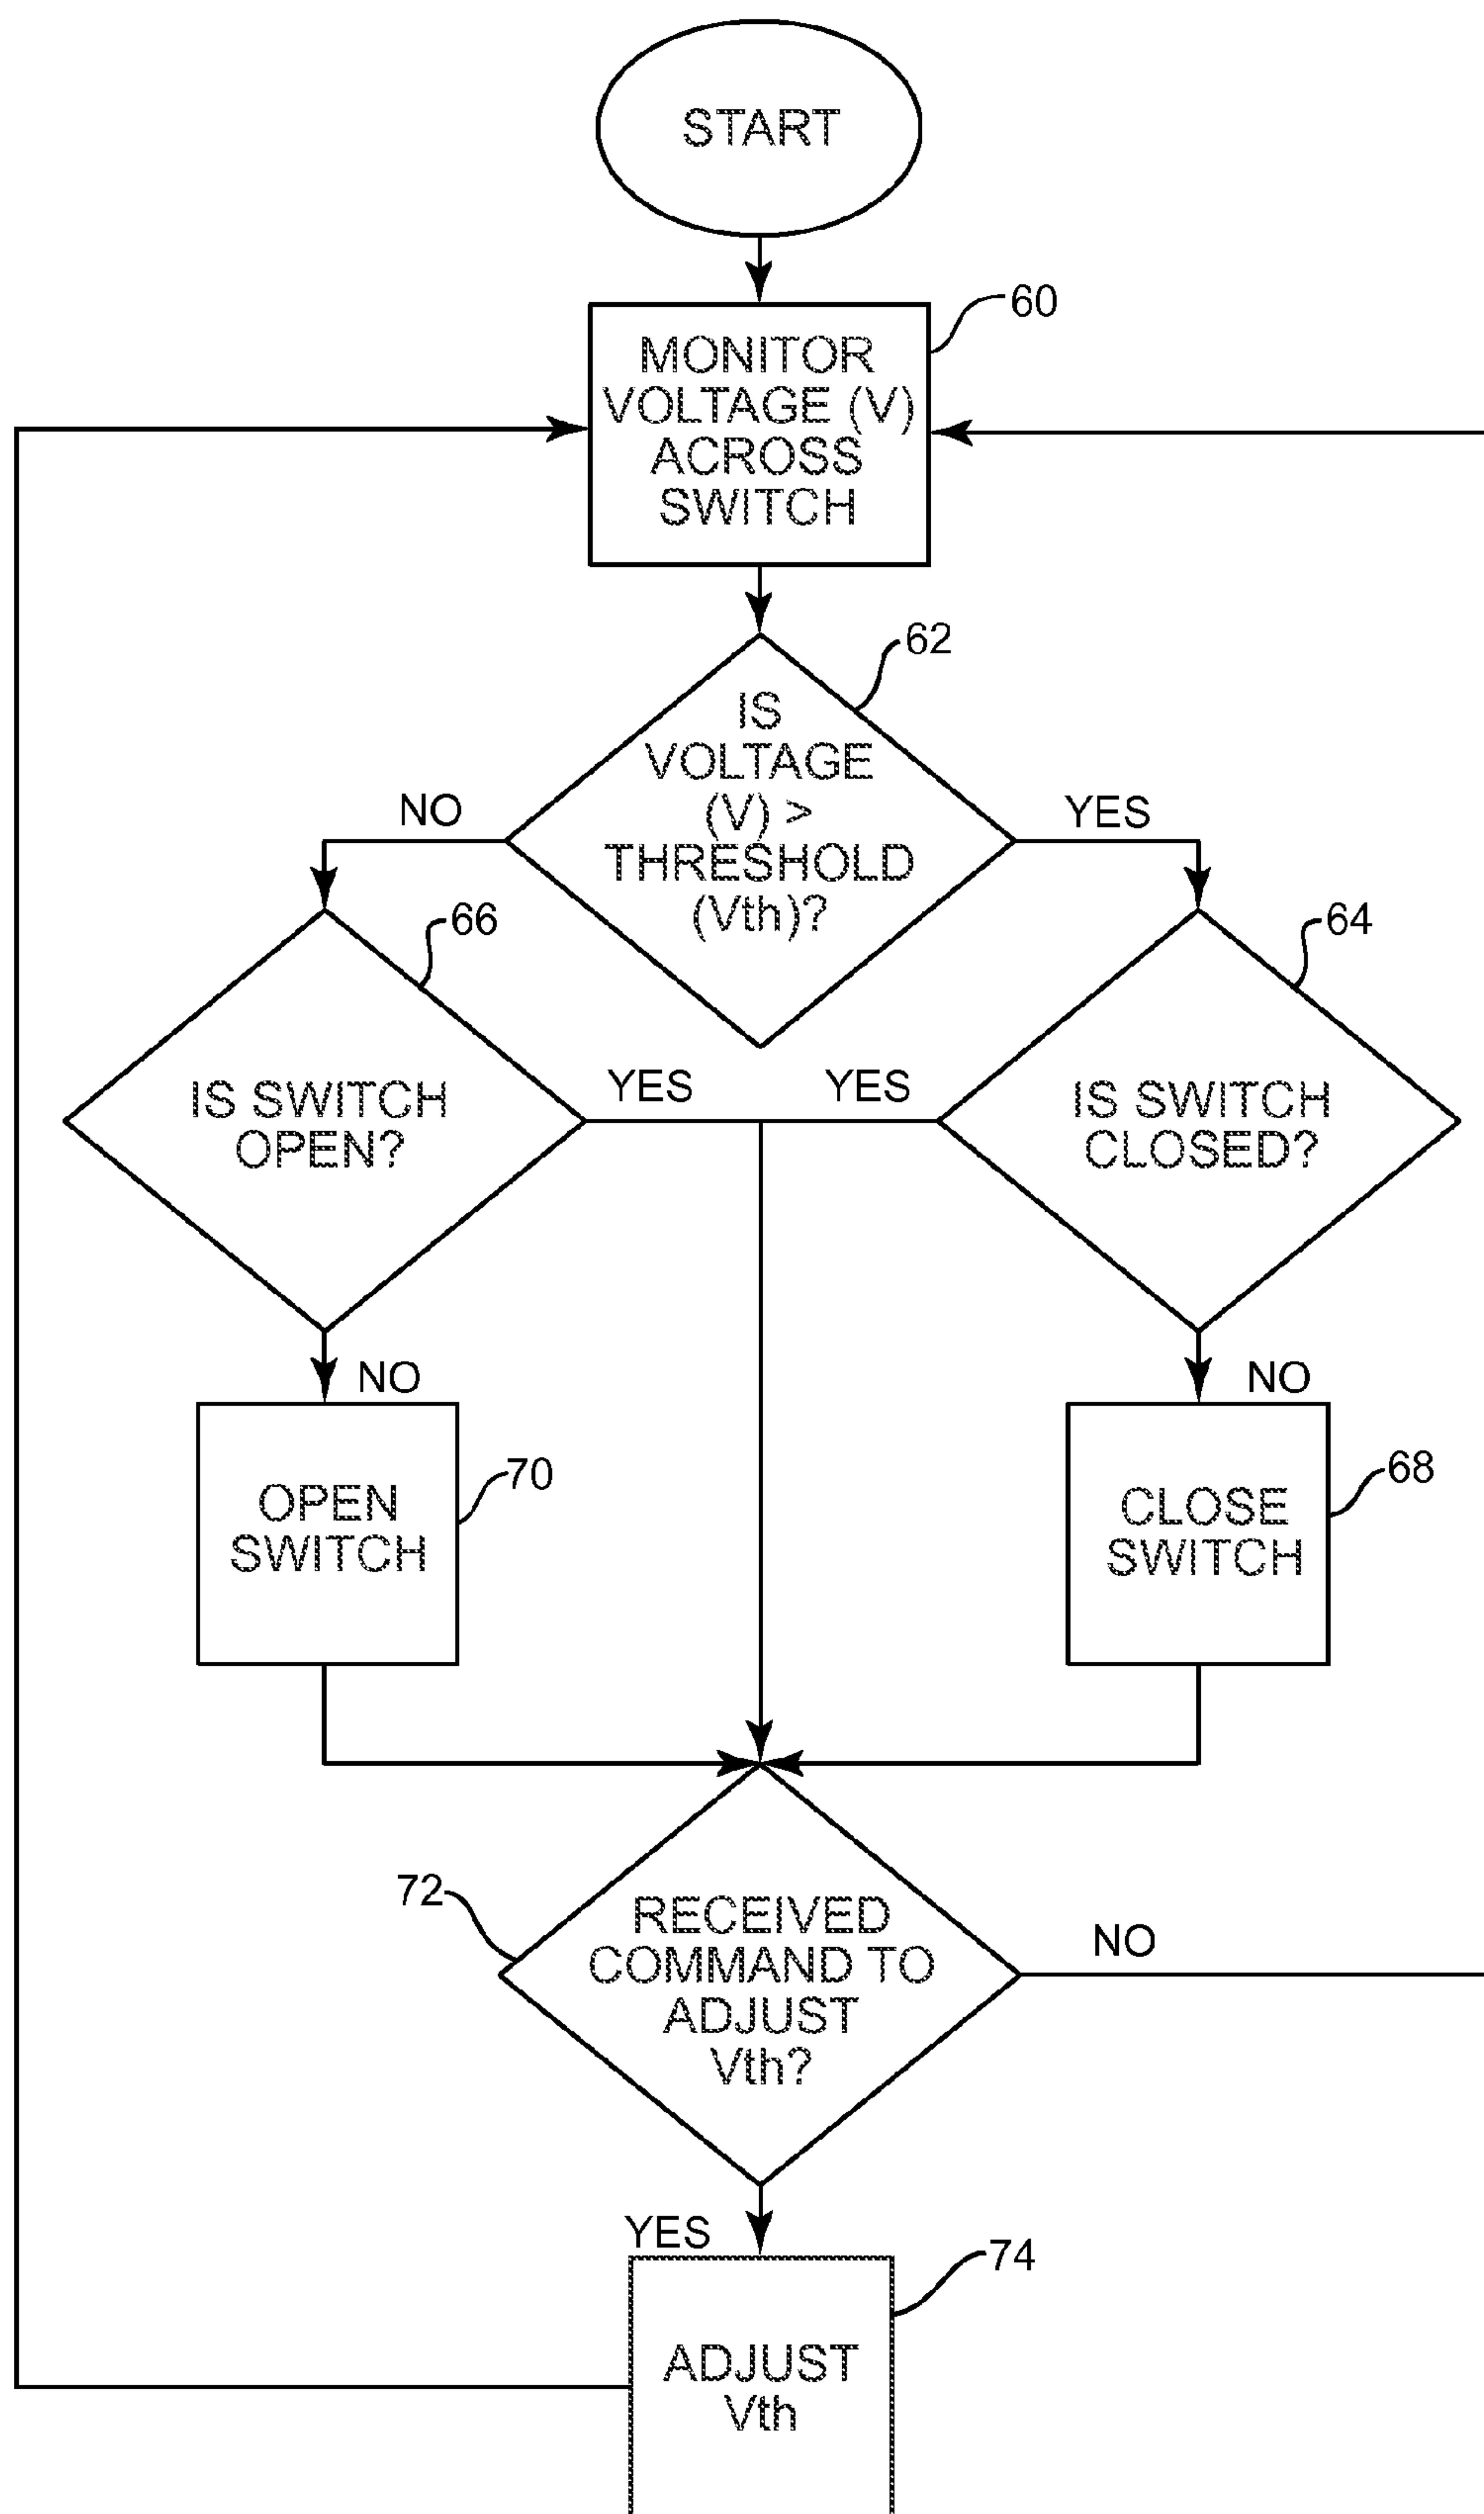 START
60
MONITOR
VOLTAGE (V)
ACROSS
SWITCH
62
IS
VOLTAGE
(V) >
THRESHOLD
(Vth)?
NO
YES
66
64
IS SWITCH
OPEN?
YES
YES
IS SWITCH
CLOSED?
NO
NO
70
OPEN
SWITCH
68
CLOSE
SWITCH
72
RECEIVED
COMMAND TO
ADJUST
Vth?
NO
YES
74
ADJUST
Vth